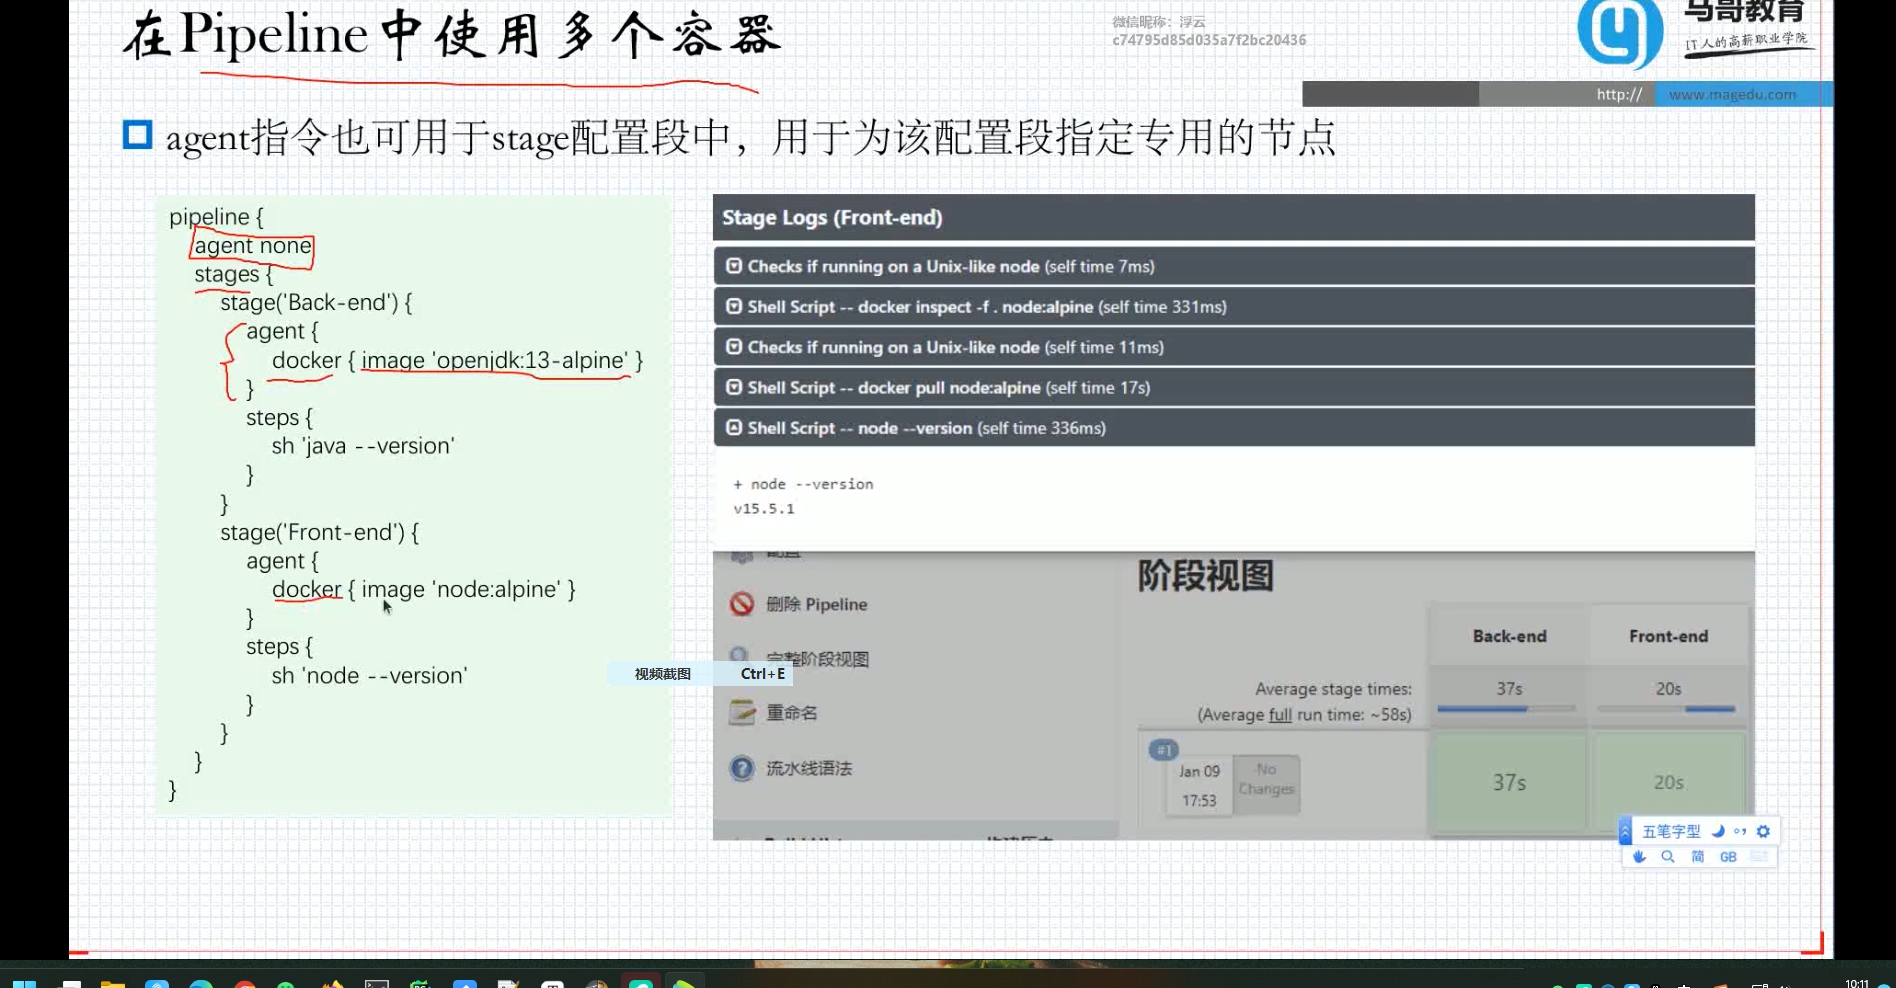 在Pipeline中使用多个容器
微信昵称：浮云
c74795d85d035a7f2bc20436
马哥教育
IT人的高薪职业学院
http:// www.magedu.com
agent指令也可用于stage配置段中，用于为该配置段指定专用的节点
pipeline {
agent none
stages {
stage('Back-end') {
agent {
docker { image 'openjdk:13-alpine' }
}
steps {
sh 'java --version'
}
}
stage('Front-end') {
agent {
docker { image 'node:alpine' }
}
steps {
sh 'node --version'
}
}
}
}
Stage Logs (Front-end)
Checks if running on a Unix-like node (self time 7ms)
Shell Script -- docker inspect -f . node:alpine (self time 331ms)
Checks if running on a Unix-like node (self time 11ms)
Shell Script -- docker pull node:alpine (self time 17s)
Shell Script -- node --version (self time 336ms)
+ node --version
v15.5.1
配置
删除 Pipeline
完整阶段视图
重命名
流水线语法
视频截图 Ctrl+E
阶段视图
Back-end Front-end
Average stage times: 37s 20s
(Average full run time: ~58s)
#1
Jan 09 No
17:53 Changes
37s 20s
五笔字型
简 GB
10:11